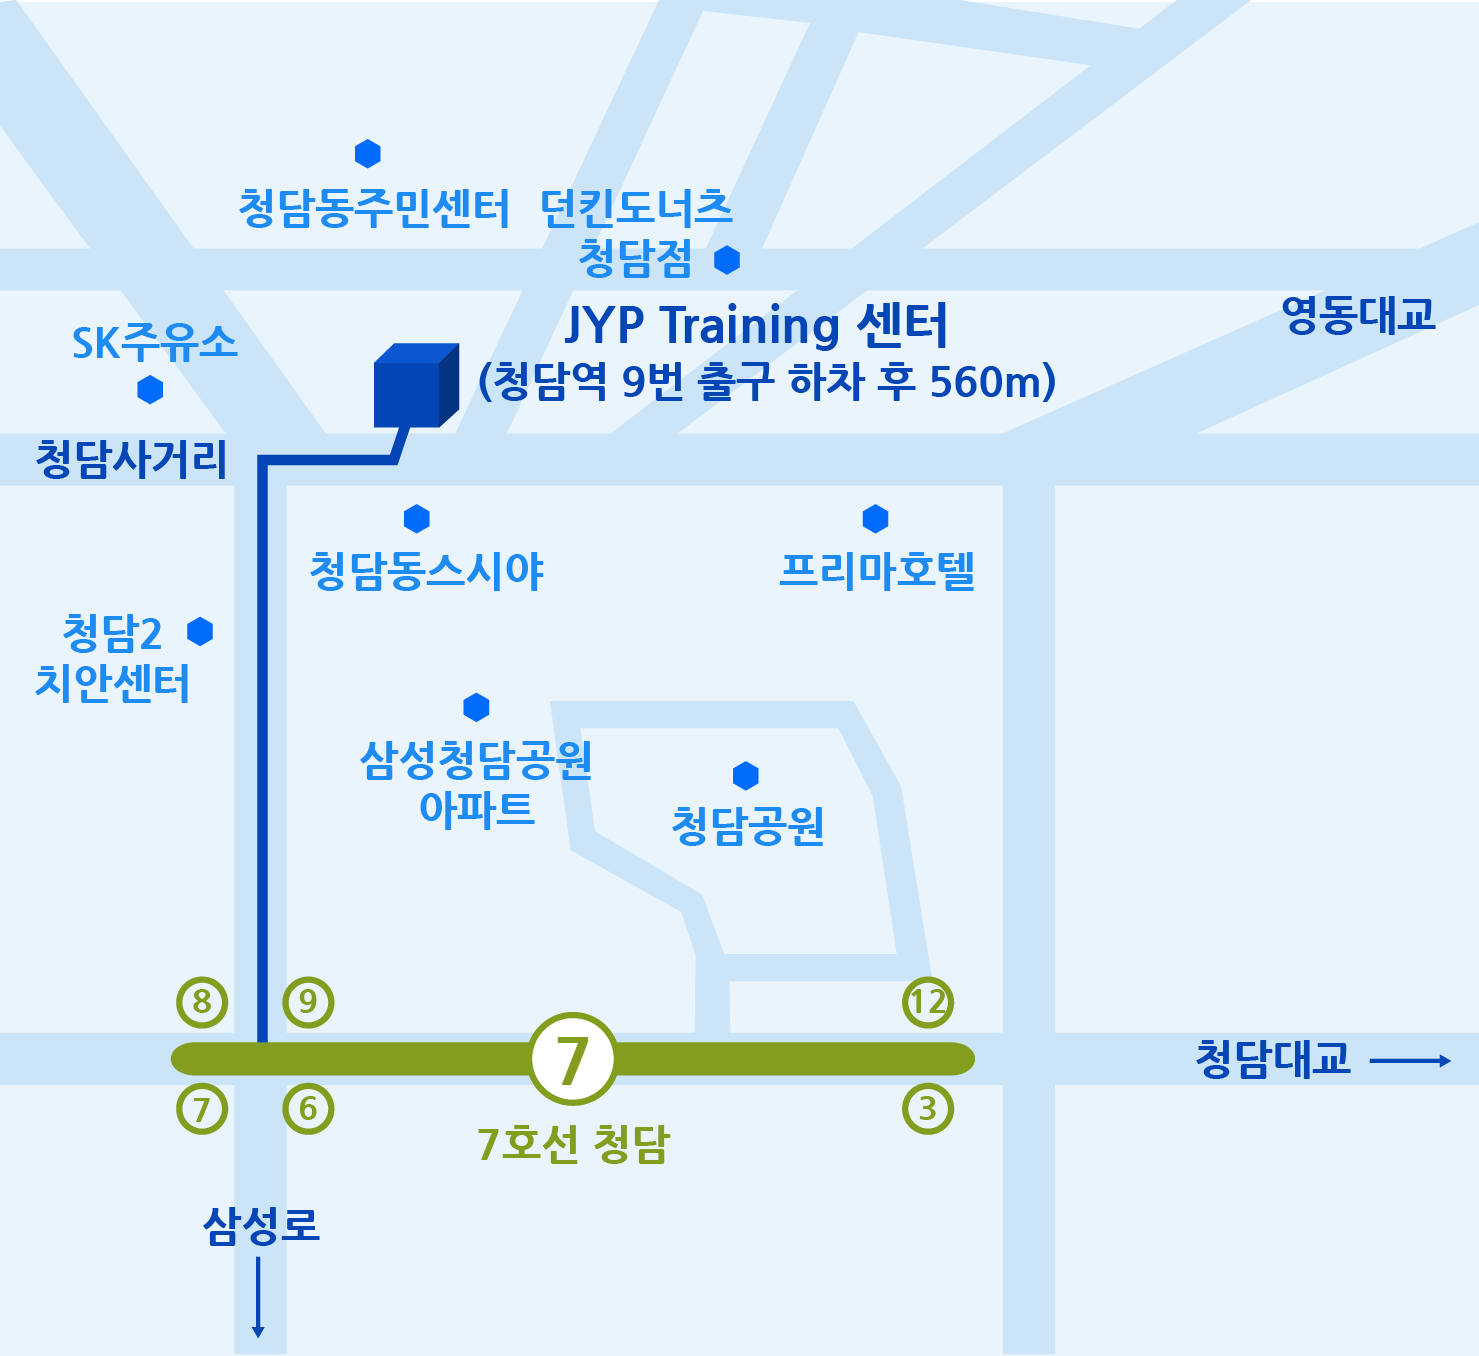 청담동주민센터
던킨도너츠
청담점
JYP Training 센터
(청담역 9번 출구 하차 후 560m)
영동대교
SK주유소
청담사거리
청담동스시야
프리마호텔
청담2
치안센터
삼성청담공원
아파트
청담공원
8
9
12
7
청담대교
7
6
3
7호선 청담
삼성로